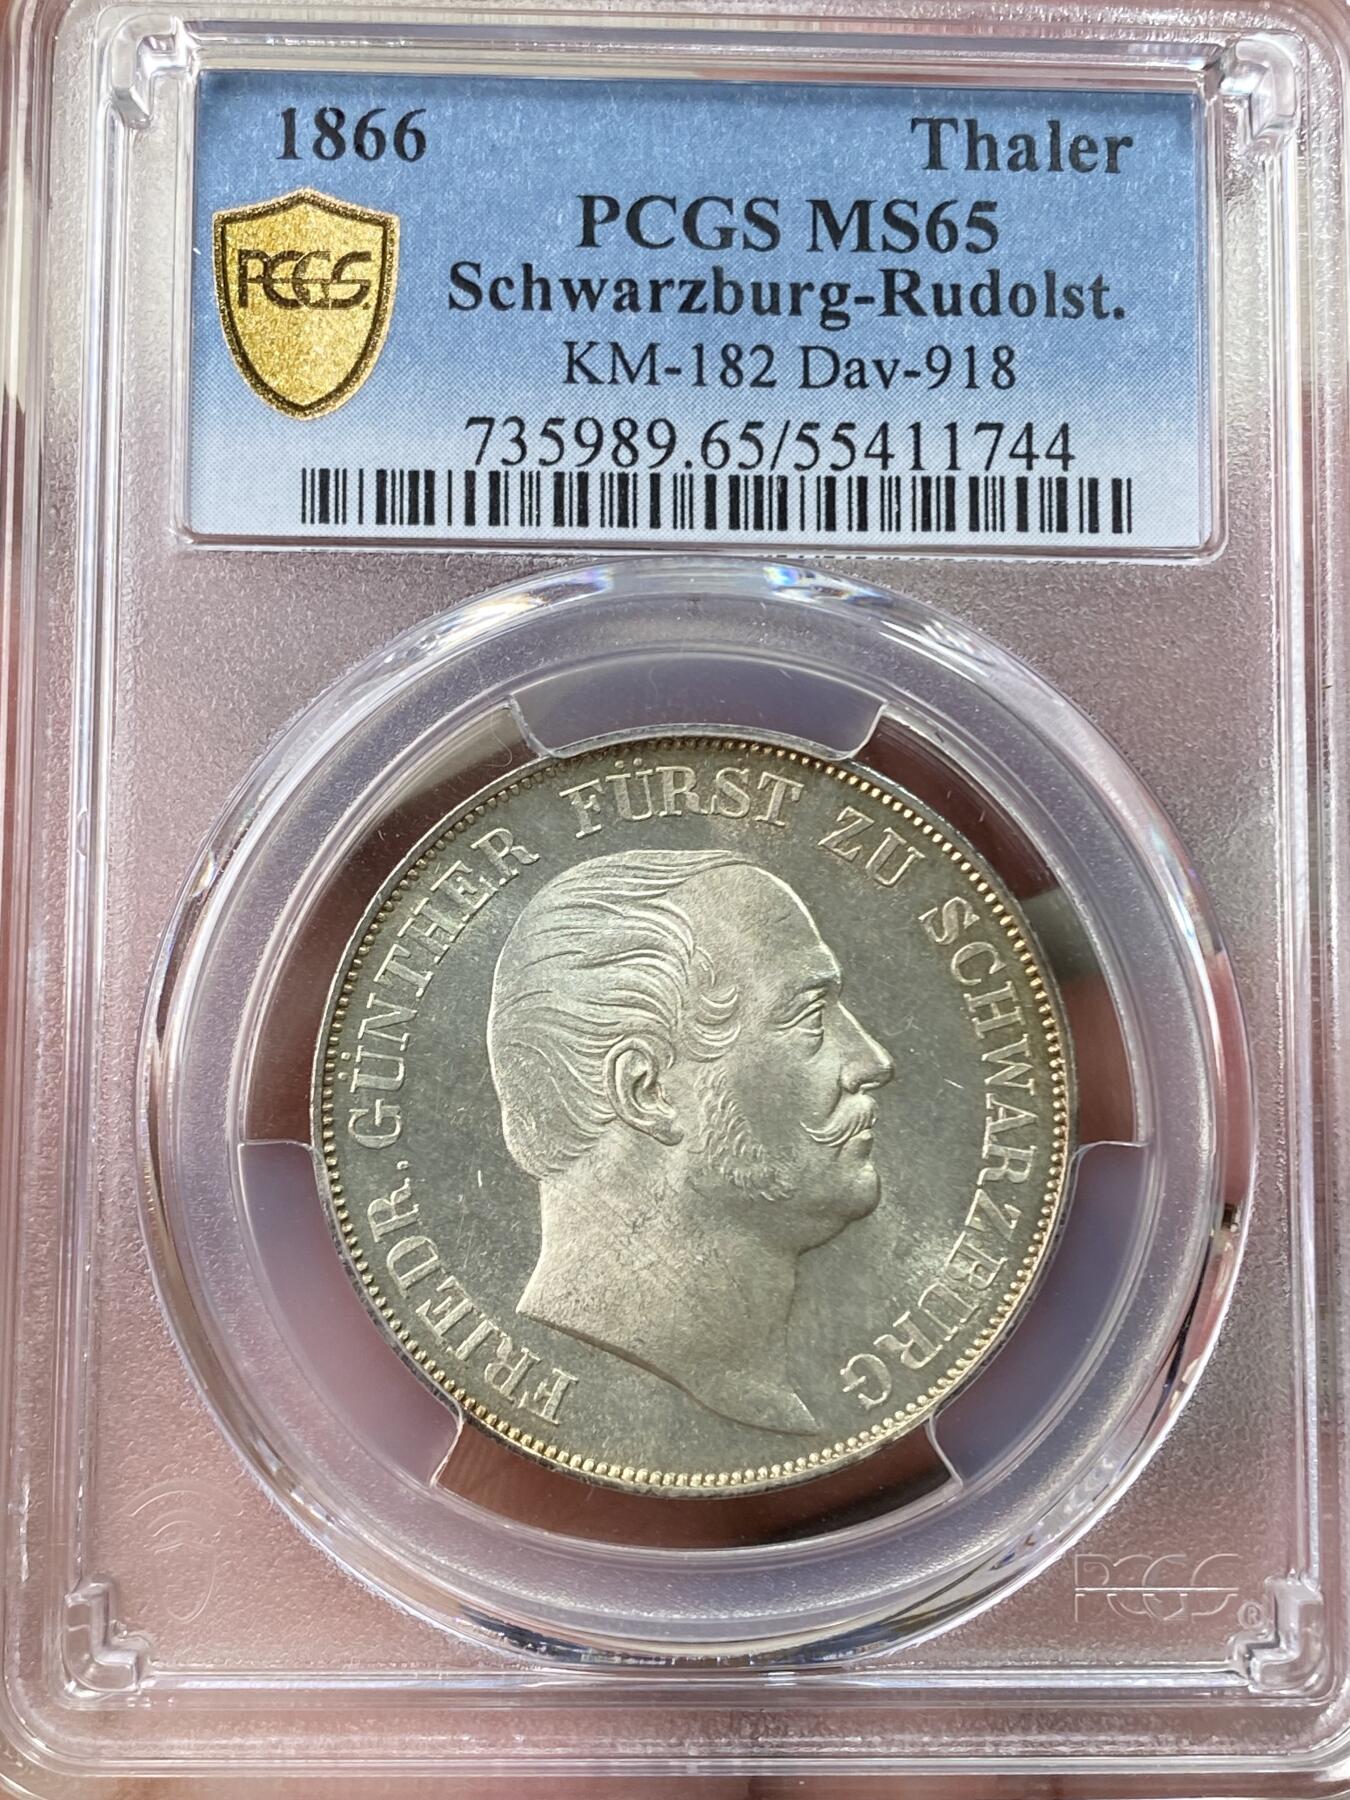 1866 Thaler
PCGS MS65
PCGS
Schwarzburg-Rudolst.
KM-182 Dav-918
735989.65/55411744
FRIEDR. GÜNTHER FÜRST ZU SCHWARZBURG
PCGS ®